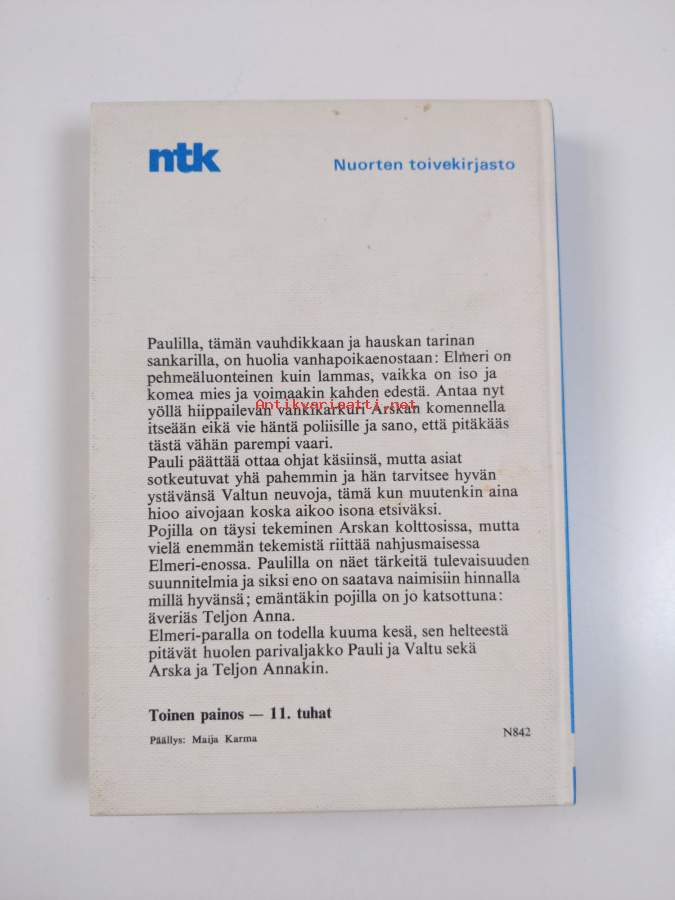 ntk
Nuorten toivekirjasto
Paulilla, tämän vauhdikkaan ja hauskan tarinan
sankarilla, on huolia vanhapoikaenostaan: Elmeri on
pehmeäluonteinen kuin lammas, vaikka on iso ja
komea mies ja voimaakin kahden edestä. Antaa nyt
Antikvariaatti.net
yöllä hiippailevan vankikarkuri Arskan komennella
itseään eikä vie häntä poliisille ja sano, että pitäkääs
tästä vähän parempi vaari.
Pauli päättää ottaa ohjat käsiinsä, mutta asiat
sotkeutuvat yhä pahemmin ja hän tarvitsee hyvän
ystävänsä Valtun neuvoja, tämä kun muutenkin aina
hioo aivojaan koska aikoo isona etsiväksi.
Pojilla on täysi tekeminen Arskan kolttosissa, mutta
vielä enemmän tekemistä riittää nahjusmaisessa
Elmeri-enossa. Paulilla on näet tärkeitä tulevaisuuden
suunnitelmia ja siksi eno on saatava naimisiin hinnalla
millä hyvänsä; emäntäkin pojilla on jo katsottuna:
äveriäs Teljon Anna.
Elmeri-paralla on todella kuuma kesä, sen helteestä
pitävät huolen parivaljakko Pauli ja Valtu sekä
Arska ja Teljon Annakin.
Toinen painos — 11. tuhat
Päällys: Maija Karma
N842